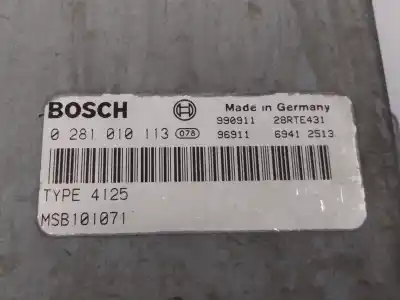 BOSCH Made in Germany
990911 28RTE431
0 281 010 113 078 96911 6941 2513
TYPE 4125
MSB101071